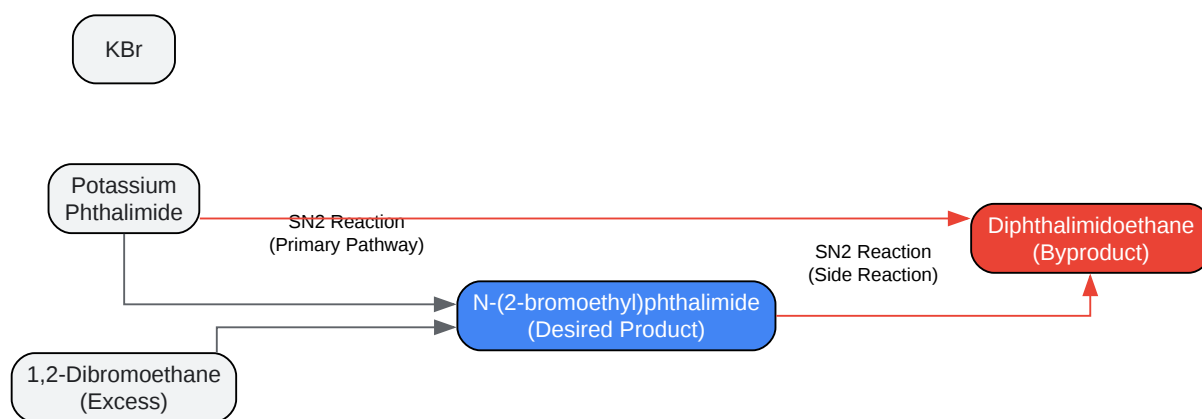 KBr
Potassium
Phthalimide
SN2 Reaction
(Primary Pathway)
Diphthalimidoethane
(Byproduct)
SN2 Reaction
(Side Reaction)
N-(2-bromoethyl)phthalimide
(Desired Product)
1,2-Dibromoethane
(Excess)